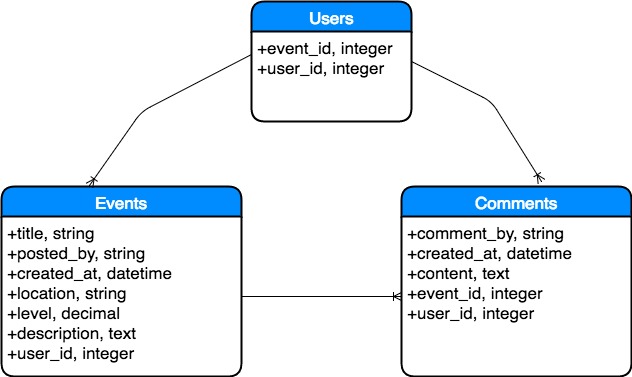 Users
+event_id, integer
+user_id, integer
Events
+title, string
+posted_by, string
+created_at, datetime
+location, string
+level, decimal
+description, text
+user_id, integer
Comments
+comment_by, string
+created_at, datetime
+content, text
+event_id, integer
+user_id, integer